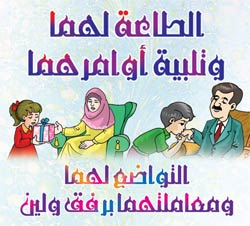 الطاعة لهما
وتلبية أوامرهما
التواضع لهما
ومعاملتهما برفق ولين